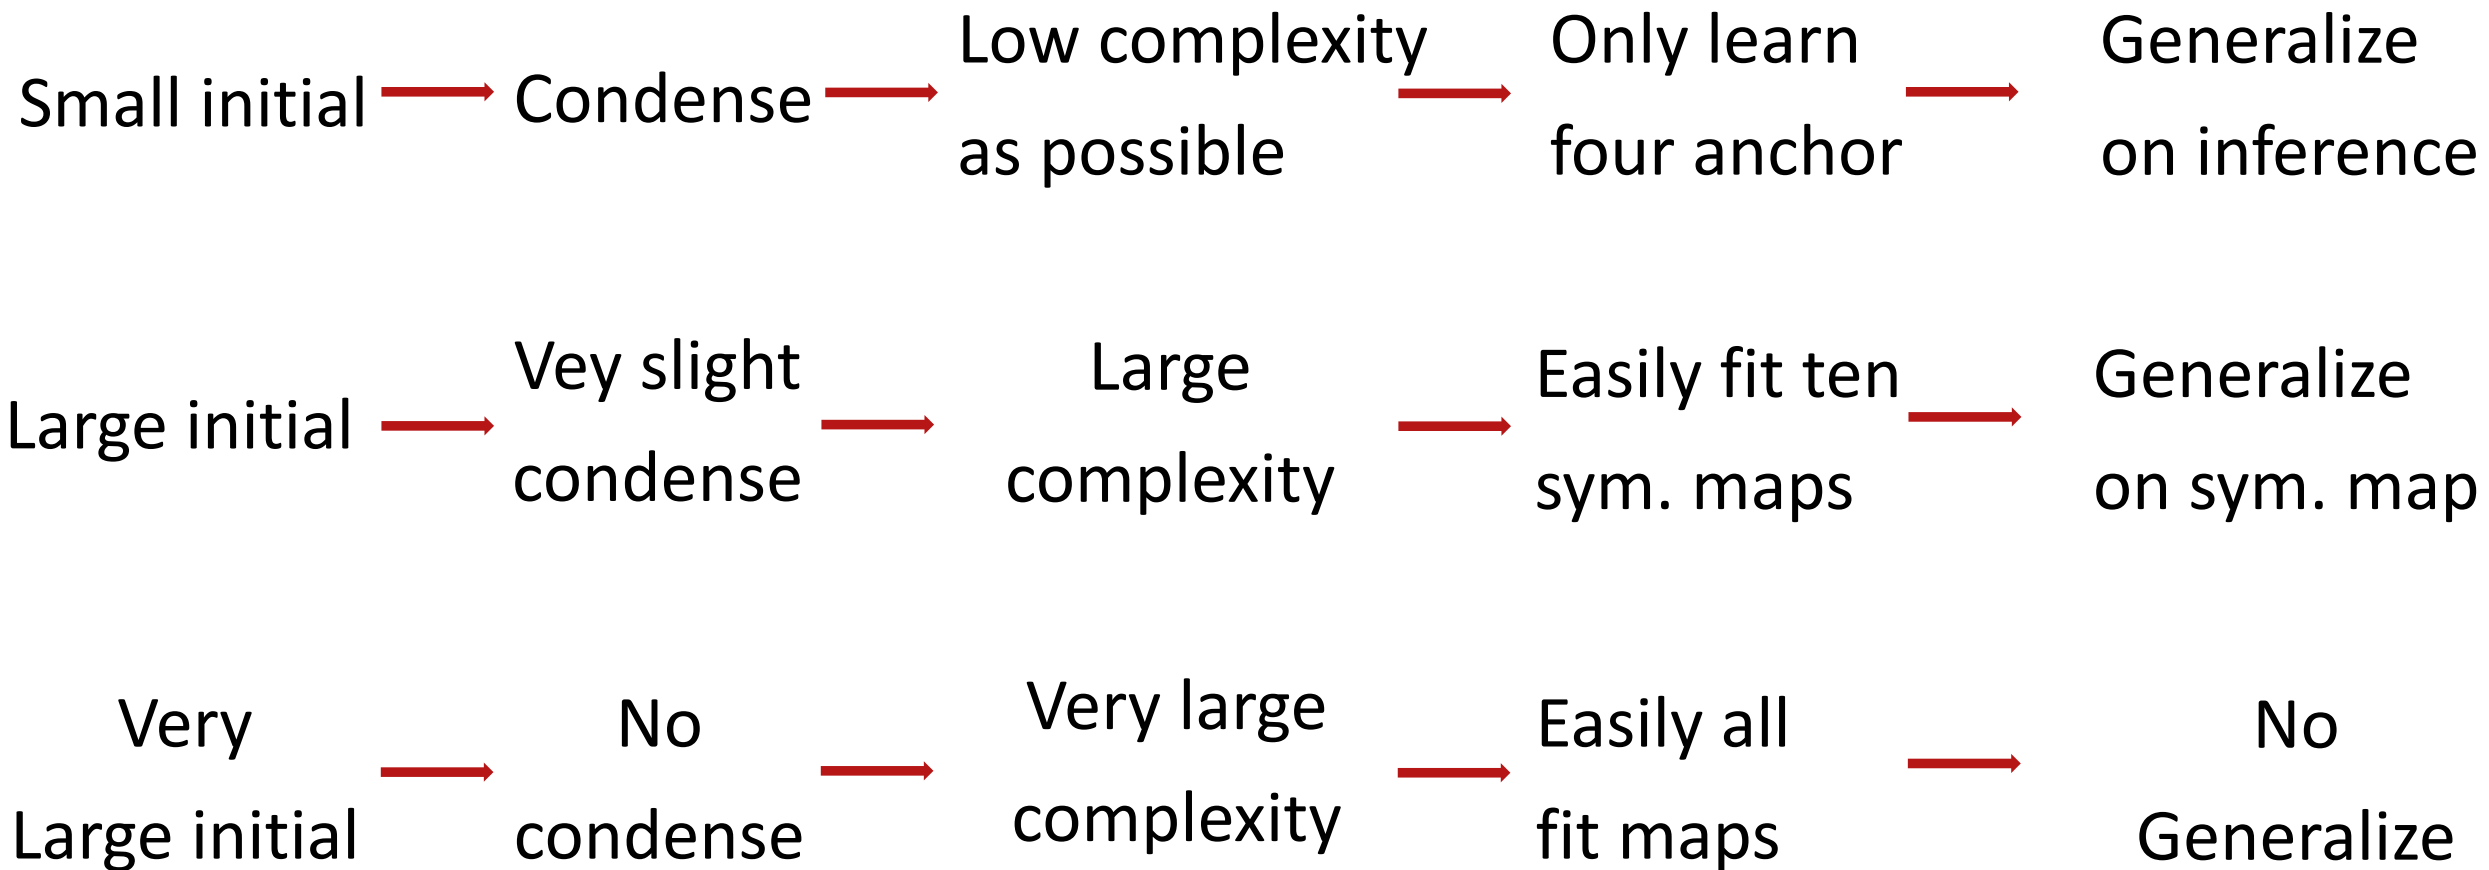 Small initial
Condense
Low complexity
as possible
Only learn
four anchor
Generalize
on inference
Large initial
Vey slight
condense
Large
complexity
Easily fit ten
sym. maps
Generalize
on sym. map
Very
Large initial
No
condense
Very large
complexity
Easily all
fit maps
No
Generalize